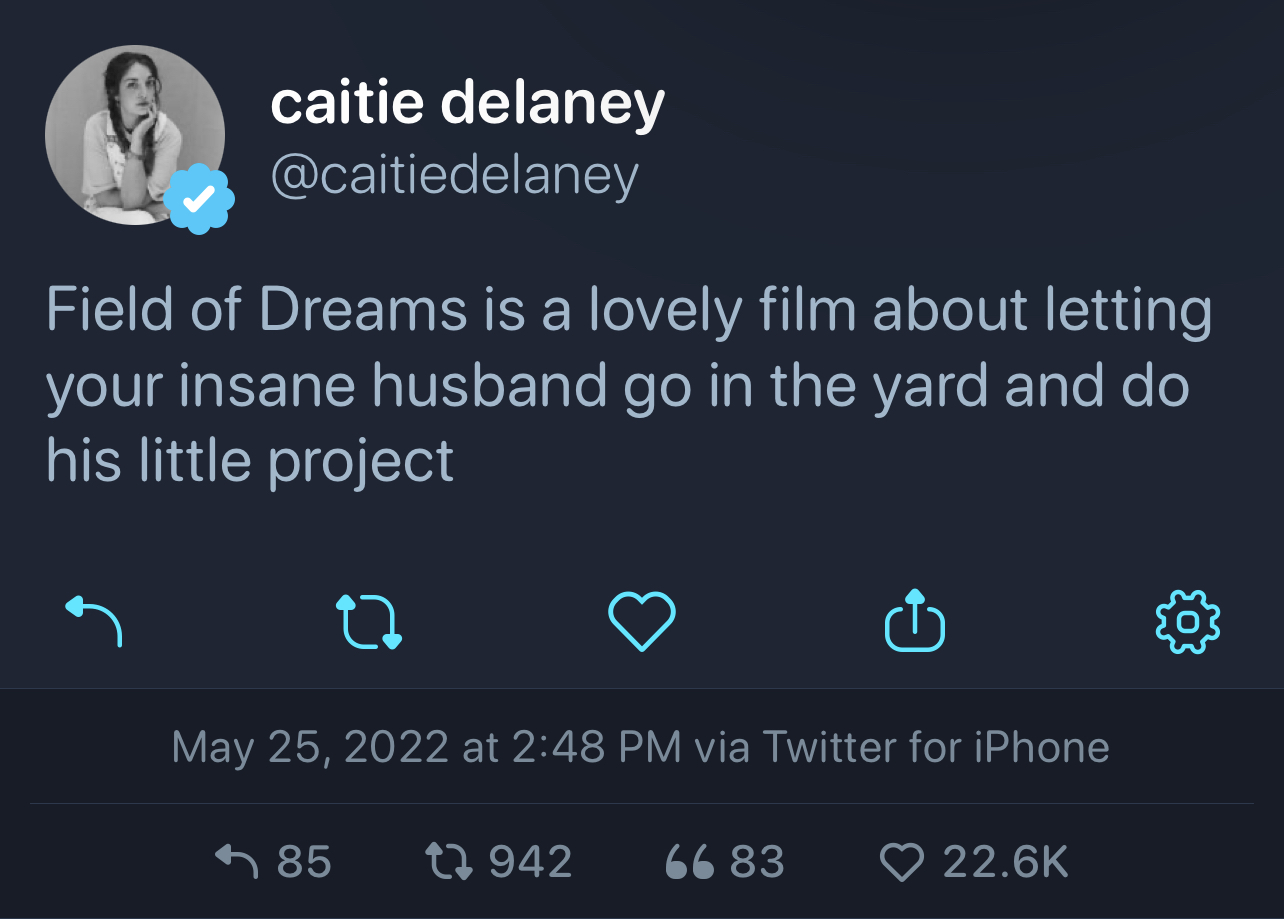 caitie delaney
@caitiedelaney
Field of Dreams is a lovely film about letting
your insane husband go in the yard and do
his little project
May 25, 2022 at 2:48 PM via Twitter for iPhone
85 942 83 22.6K